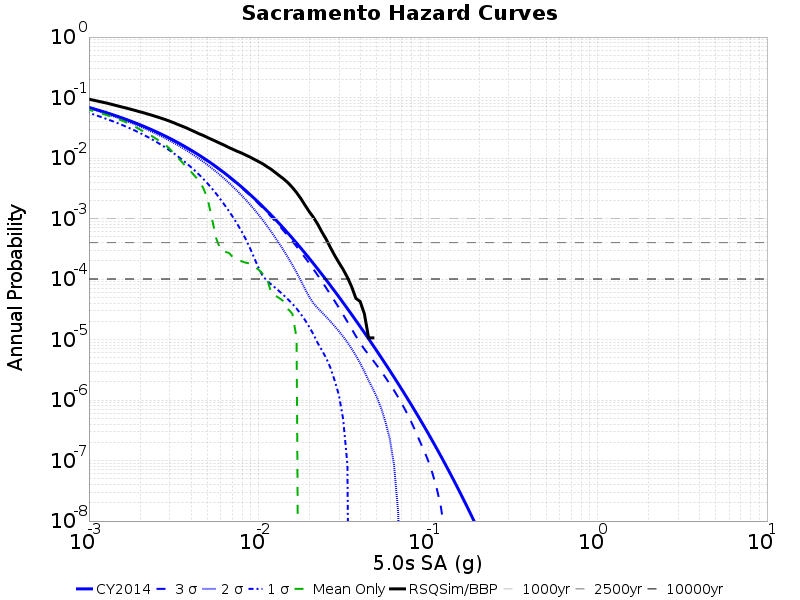 Sacramento Hazard Curves
10^0
10^-1
10^-2
10^-3
10^-4
10^-5
10^-6
10^-7
10^-8
Annual Probability
10^-3 10^-2 10^-1 10^0 10^1
5.0s SA (g)
CY2014 3 σ 2 σ 1 σ Mean Only RSQSim/BBP 1000yr 2500yr 10000yr